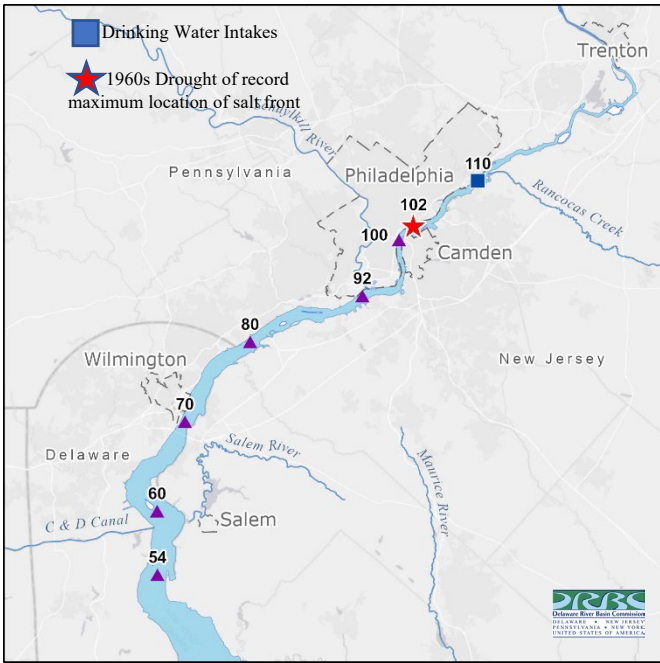 Drinking Water Intakes
1960s Drought of record
maximum location of salt front
Trenton
Schuylkill River
Pennsylvania
Philadelphia
110
Rancocas Creek
102
100
Camden
92
80
New Jersey
Wilmington
70
Salem River
Maurice River
Delaware
60
Salem
C & D Canal
54
DRBC
Delaware River Basin Commission
DELAWARE • NEW JERSEY
PENNSYLVANIA • NEW YORK
UNITED STATES OF AMERICA